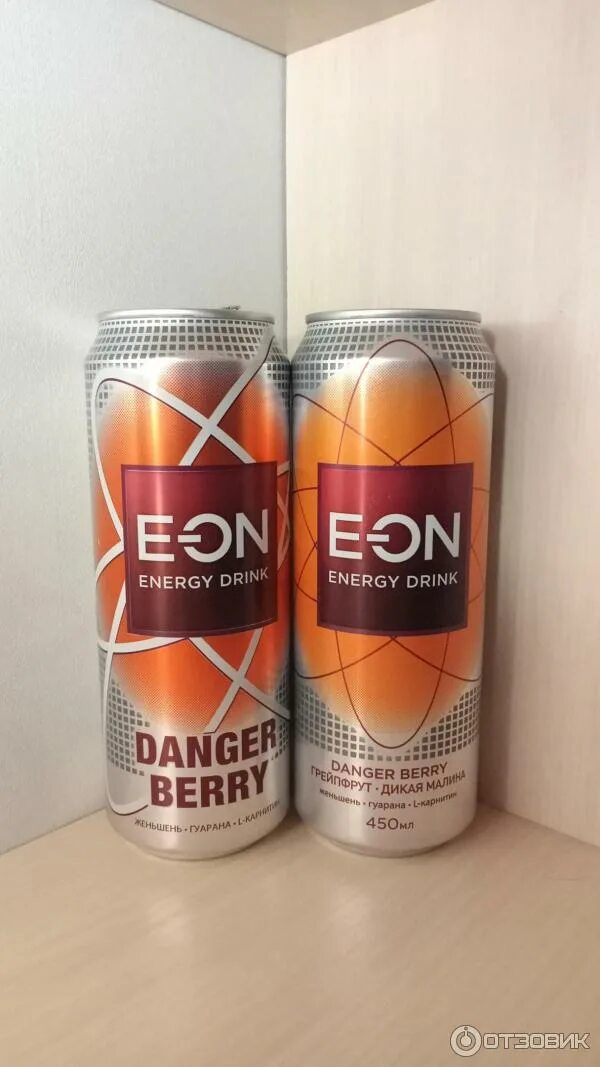 E-ON
ENERGY DRINK
DANGER
BERRY
ЖЕНЬШЕНЬ • ГУАРАНА • L-КАРНИТИН
E-ON
ENERGY DRINK
DANGER BERRY
ГРЕЙПФРУТ • ДИКАЯ МАЛИНА
женьшень • гуарана • L-карнитин
450мл
ОТЗОВИК